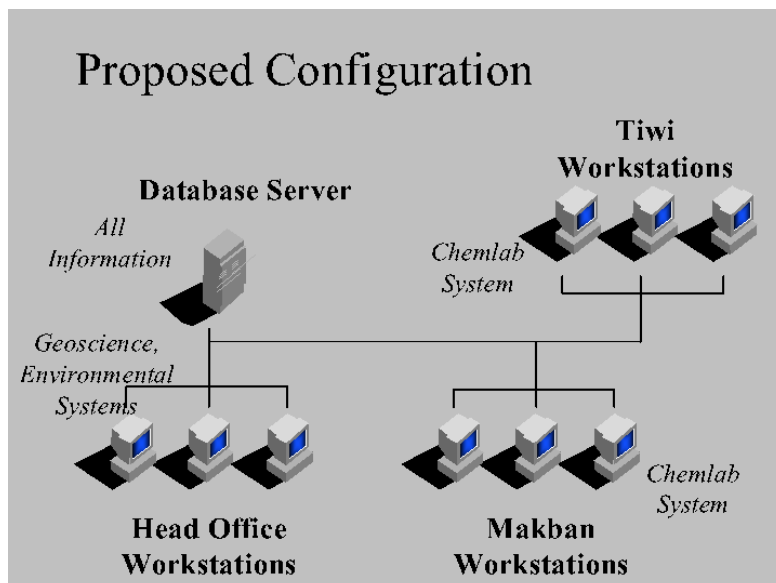 Proposed Configuration
Tiwi
Workstations
Database Server
All
Information
Chemlab
System
Geoscience,
Environmental
Systems
Chemlab
System
Head Office
Workstations
Makban
Workstations